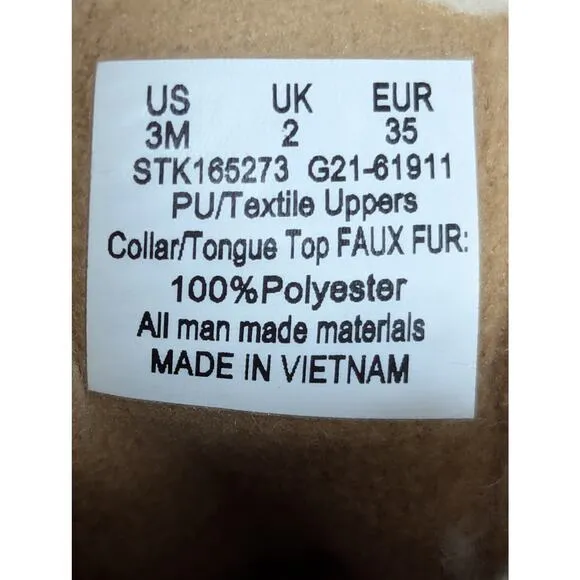 US UK EUR
3M 2 35
STK165273 G21-61911
PU/Textile Uppers
Collar/Tongue Top FAUX FUR:
100%Polyester
All man made materials
MADE IN VIETNAM